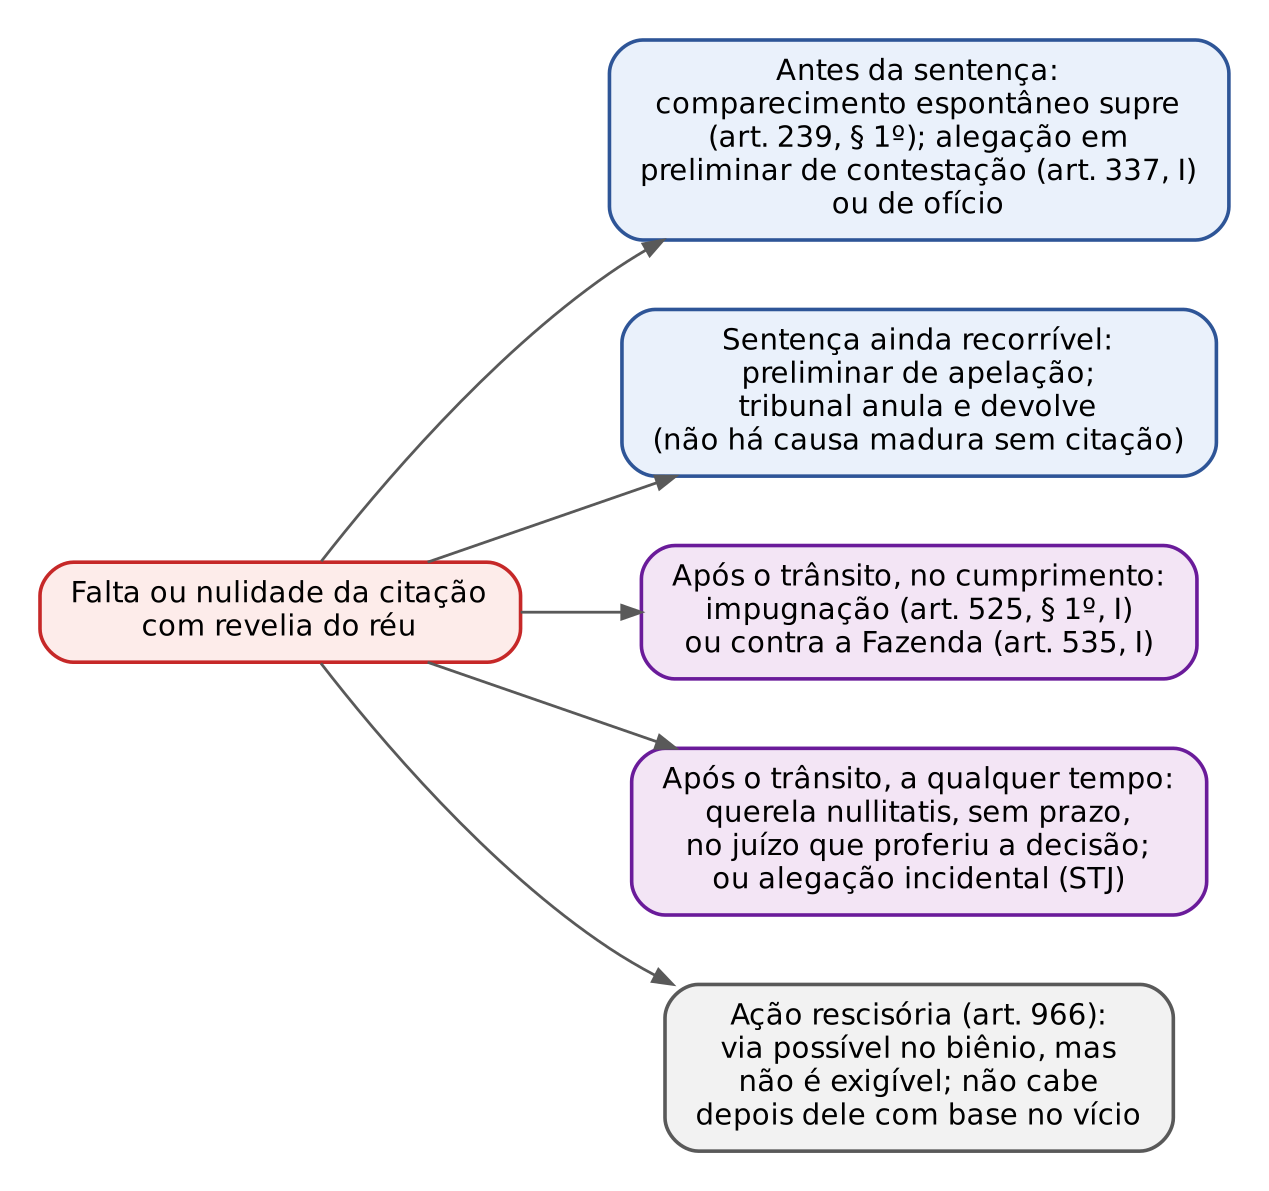 Antes da sentença:
comparecimento espontâneo supre
(art. 239, § 1º); alegação em
preliminar de contestação (art. 337, I)
ou de ofício
Sentença ainda recorrível:
preliminar de apelação;
tribunal anula e devolve
(não há causa madura sem citação)
Falta ou nulidade da citação
com revelia do réu
Após o trânsito, no cumprimento:
impugnação (art. 525, § 1º, I)
ou contra a Fazenda (art. 535, I)
Após o trânsito, a qualquer tempo:
querela nullitatis, sem prazo,
no juízo que proferiu a decisão;
ou alegação incidental (STJ)
Ação rescisória (art. 966):
via possível no biênio, mas
não é exigível; não cabe
depois dele com base no vício